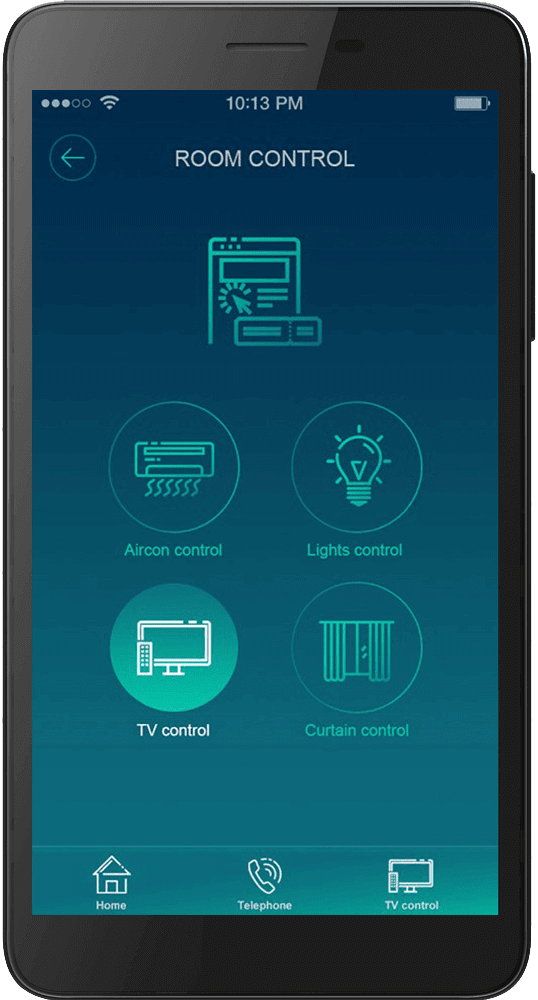 10:13 PM
ROOM CONTROL
Aircon control
Lights control
TV control
Curtain control
Home
Telephone
TV control